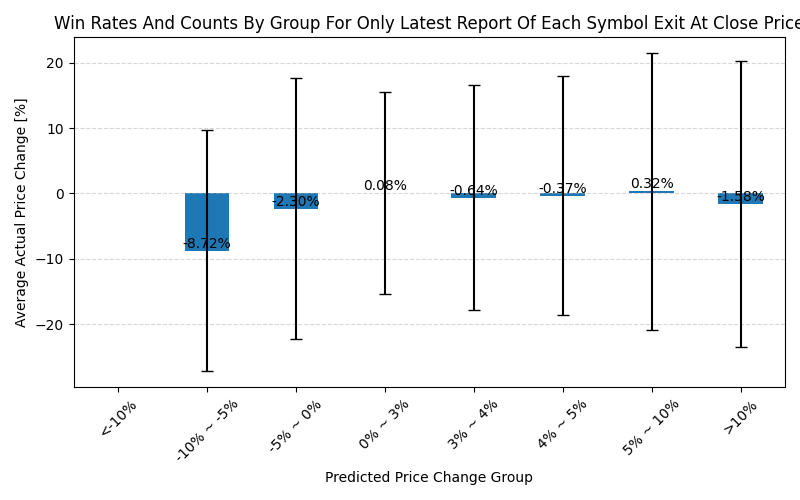 Win Rates And Counts By Group For Only Latest Report Of Each Symbol Exit At Close Price
Average Actual Price Change [%]
20
10
0
−10
−20
-8.72%
-2.30%
0.08%
-0.64%
-0.37%
0.32%
-1.58%
<-10%
-10% ~ -5%
-5% ~ 0%
0% ~ 3%
3% ~ 4%
4% ~ 5%
5% ~ 10%
>10%
Predicted Price Change Group